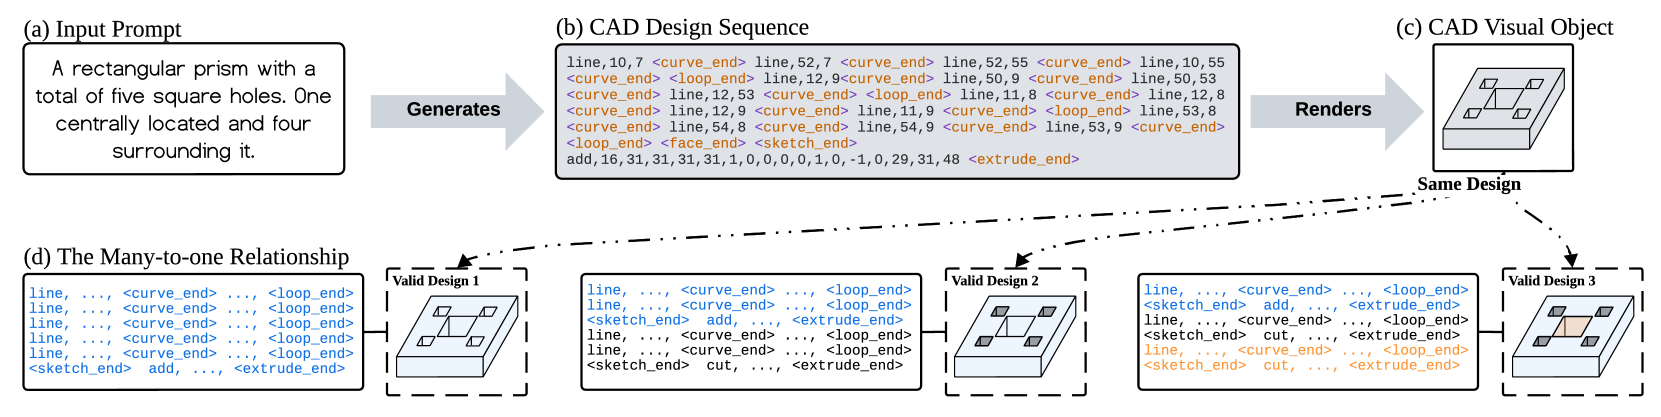 (a) Input Prompt
A rectangular prism with a
total of five square holes. One
centrally located and four
surrounding it.
Generates
(b) CAD Design Sequence
line,10,7 <curve_end> line,52,7 <curve_end> line,52,55 <curve_end> line,10,55
<curve_end> <loop_end> line,12,9<curve_end> line,50,9 <curve_end> line,50,53
<curve_end> line,12,53 <curve_end> <loop_end> line,11,8 <curve_end> line,12,8
<curve_end> line,12,9 <curve_end> line,11,9 <curve_end> <loop_end> line,53,8
<curve_end> line,54,8 <curve_end> line,54,9 <curve_end> line,53,9 <curve_end>
<loop_end> <face_end> <sketch_end>
add,16,31,31,31,31,1,0,0,0,0,1,0,-1,0,29,31,48 <extrude_end>
Renders
(c) CAD Visual Object
Same Design
(d) The Many-to-one Relationship
line, ..., <curve_end> ..., <loop_end>
line, ..., <curve_end> ..., <loop_end>
line, ..., <curve_end> ..., <loop_end>
line, ..., <curve_end> ..., <loop_end>
line, ..., <curve_end> ..., <loop_end>
<sketch_end> add, ..., <extrude_end>
Valid Design 1
line, ..., <curve_end> ..., <loop_end>
line, ..., <curve_end> ..., <loop_end>
<sketch_end> add, ..., <extrude_end>
line, ..., <curve_end> ..., <loop_end>
line, ..., <curve_end> ..., <loop_end>
<sketch_end> cut, ..., <extrude_end>
Valid Design 2
line, ..., <curve_end> ..., <loop_end>
<sketch_end> add, ..., <extrude_end>
line, ..., <curve_end> ..., <loop_end>
<sketch_end> cut, ..., <extrude_end>
line, ..., <curve_end> ..., <loop_end>
<sketch_end> cut, ..., <extrude_end>
Valid Design 3